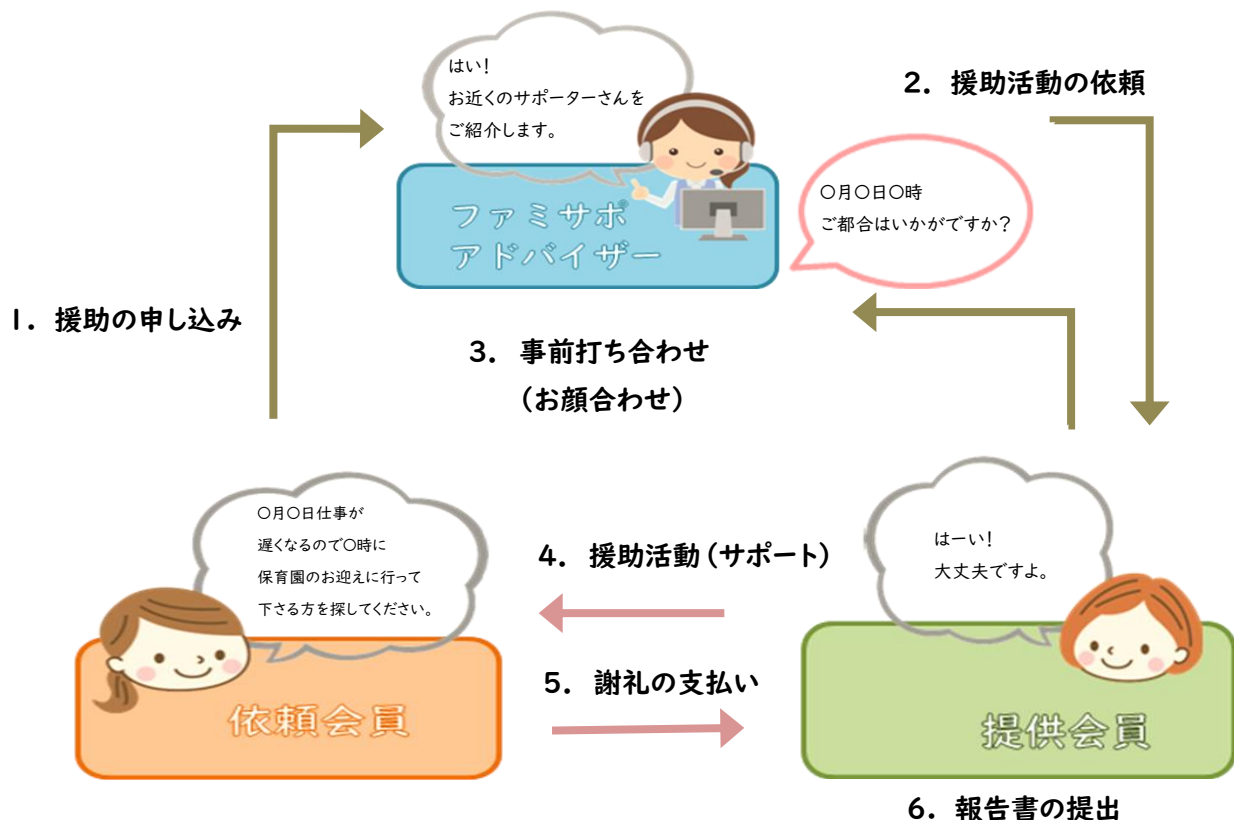 はい!
お近くのサポーターさんを
ご紹介します。
2. 援助活動の依頼
ファミサポ
アドバイザー
〇月〇日〇時
ご都合はいかがですか?
1. 援助の申し込み
3. 事前打ち合わせ
(お顔合わせ)
〇月〇日仕事が
遅くなるので〇時に
保育園のお迎えに行って
下さる方を探してください。
4. 援助活動(サポート)
はーい!
大丈夫ですよ。
5. 謝礼の支払い
依頼会員
提供会員
6. 報告書の提出